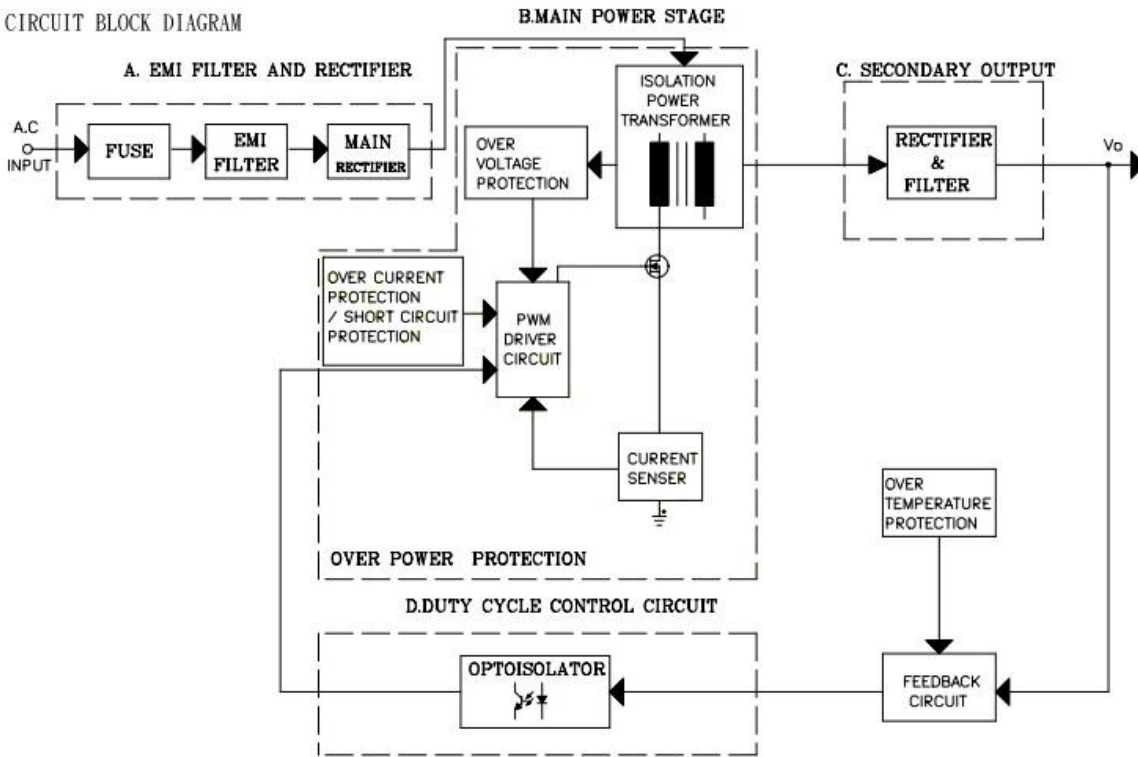 CIRCUIT BLOCK DIAGRAM
B.MAIN POWER STAGE
A. EMI FILTER AND RECTIFIER
C. SECONDARY OUTPUT
A.C
INPUT
FUSE
EMI
FILTER
MAIN
RECTIFIER
OVER
VOLTAGE
PROTECTION
ISOLATION
POWER
TRANSFORMER
RECTIFIER
&
FILTER
Vo
OVER CURRENT
PROTECTION
/ SHORT CIRCUIT
PROTECTION
PWM
DRIVER
CIRCUIT
CURRENT
SENSER
OVER
TEMPERATURE
PROTECTION
OVER POWER PROTECTION
D.DUTY CYCLE CONTROL CIRCUIT
OPTOISOLATOR
FEEDBACK
CIRCUIT